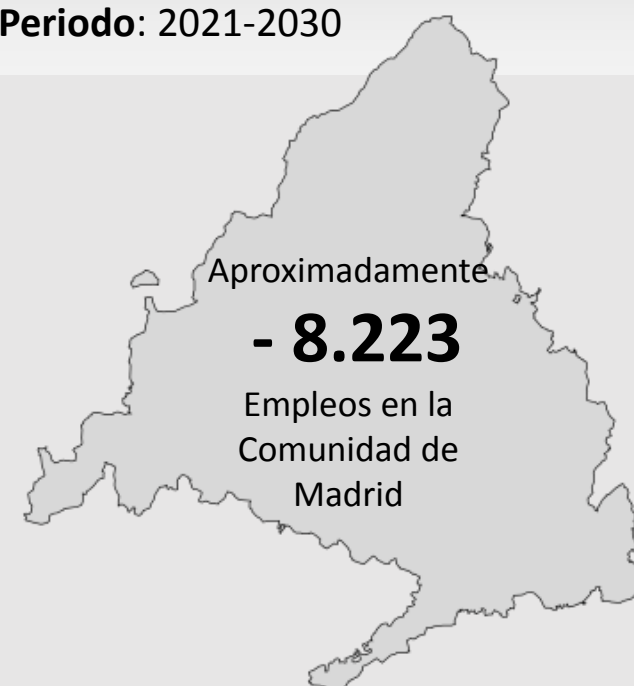 Periodo: 2021-2030
Aproximadamente
- 8.223
Empleos en la
Comunidad de
Madrid